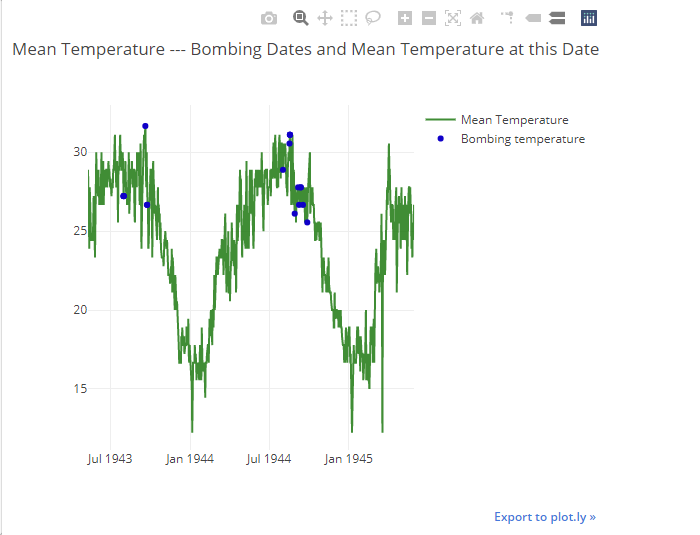 Mean Temperature --- Bombing Dates and Mean Temperature at this Date
Mean Temperature
Bombing temperature
30
25
20
15
Jul 1943 Jan 1944 Jul 1944 Jan 1945
Export to plot.ly »